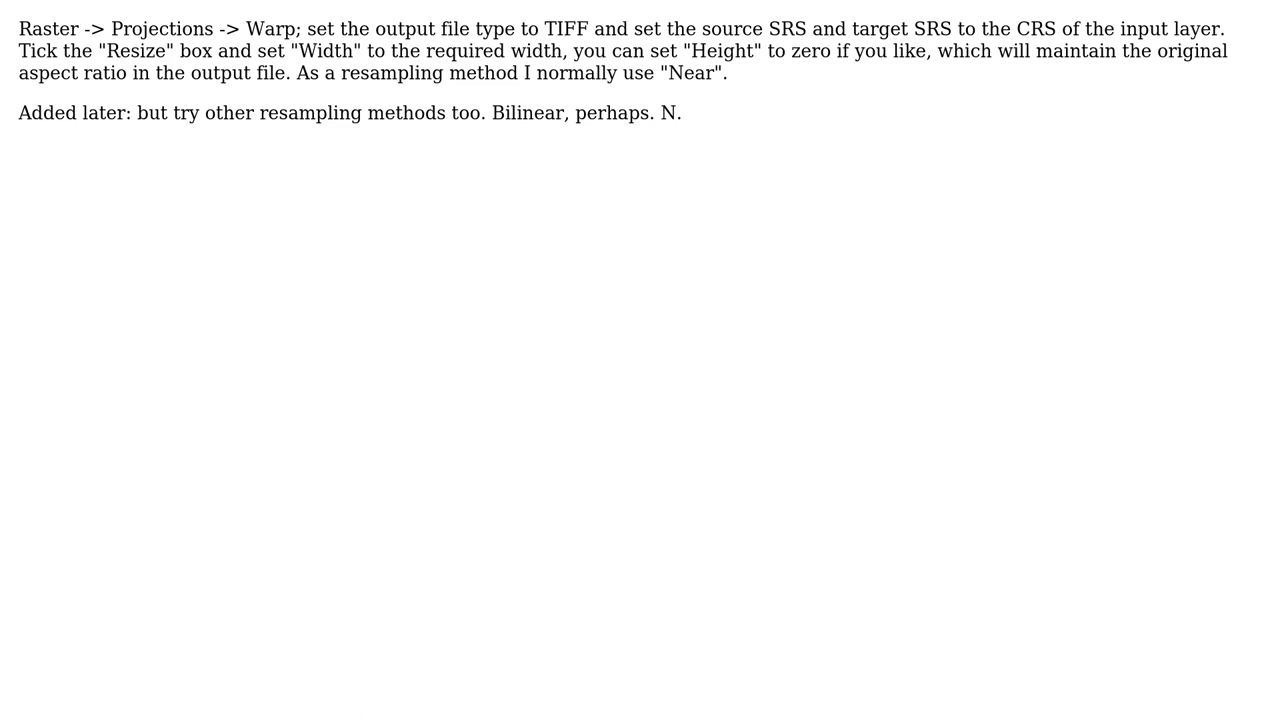 Raster -> Projections -> Warp; set the output file type to TIFF and set the source SRS and target SRS to the CRS of the input layer.
Tick the "Resize" box and set "Width" to the required width, you can set "Height" to zero if you like, which will maintain the original
aspect ratio in the output file. As a resampling method I normally use "Near".
Added later: but try other resampling methods too. Bilinear, perhaps. N.